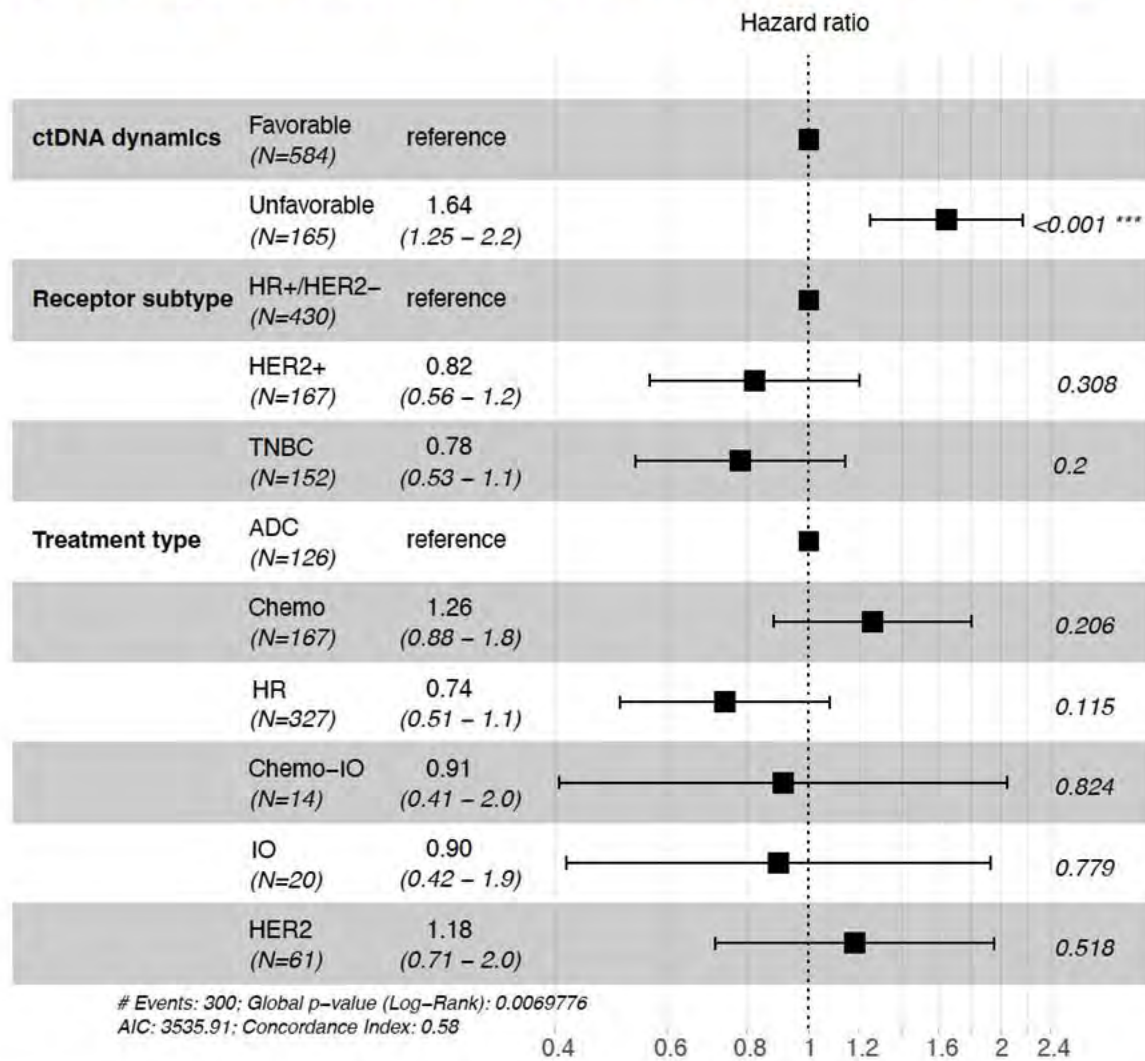 Hazard ratio
ctDNA dynamics Favorable reference
(N=584)
Unfavorable 1.64
(N=165) (1.25 – 2.2) <0.001 ***
Receptor subtype HR+/HER2− reference
(N=430)
HER2+ 0.82
(N=167) (0.56 – 1.2) 0.308
TNBC 0.78
(N=152) (0.53 – 1.1) 0.2
Treatment type ADC reference
(N=126)
Chemo 1.26
(N=167) (0.88 – 1.8) 0.206
HR 0.74
(N=327) (0.51 – 1.1) 0.115
Chemo−IO 0.91
(N=14) (0.41 – 2.0) 0.824
IO 0.90
(N=20) (0.42 – 1.9) 0.779
HER2 1.18
(N=61) (0.71 – 2.0) 0.518
# Events: 300; Global p−value (Log−Rank): 0.0069776
AIC: 3535.91; Concordance Index: 0.58
0.4 0.6 0.8 1 1.2 1.6 2 2.4